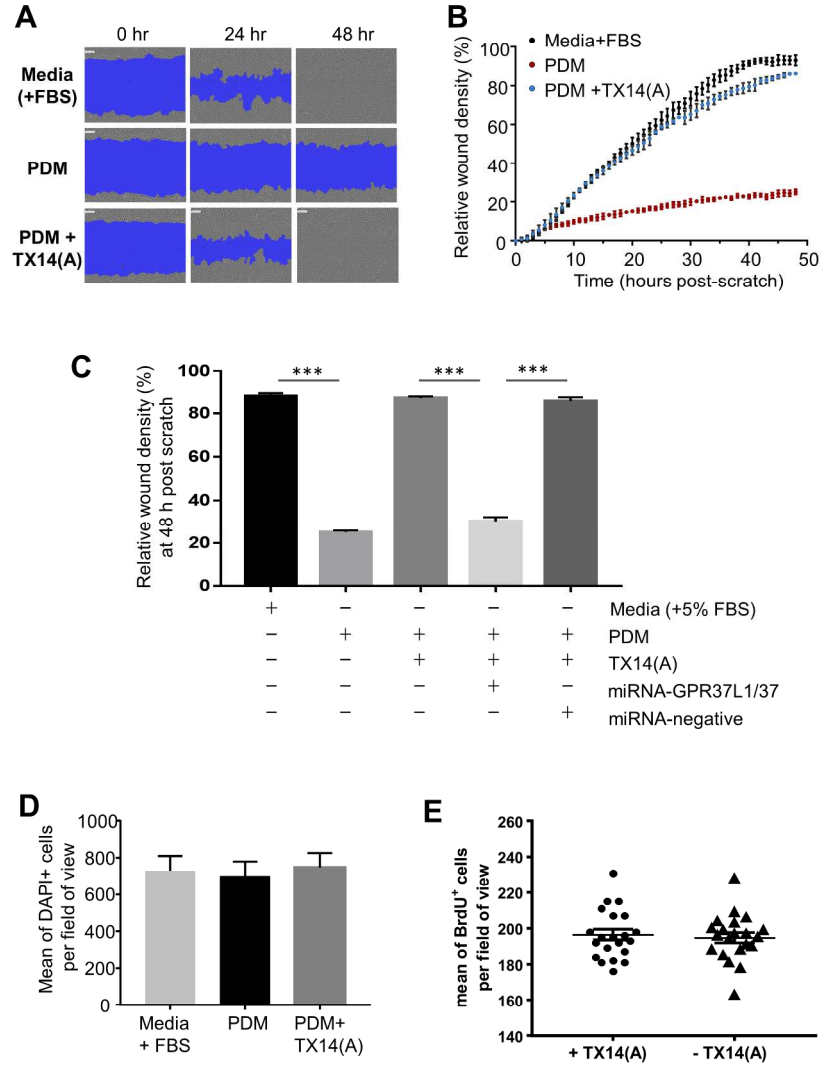 A
0 hr 24 hr 48 hr
Media
(+FBS)
PDM
PDM +
TX14(A)
B
Relative wound density (%)
100
80
60
40
20
0
0 10 20 30 40 50
Time (hours post-scratch)
Media+FBS
PDM
PDM +TX14(A)
C
Relative wound density (%)
at 48 h post scratch
100
80
60
40
20
0
*** *** ***
+ − − − − Media (+5% FBS)
− + + + + PDM
− − + + + TX14(A)
− − − + − miRNA-GPR37L1/37
− − − − + miRNA-negative
D
Mean of DAPI+ cells
per field of view
1000
800
600
400
200
0
Media
+ FBS
PDM
PDM+
TX14(A)
E
mean of BrdU+ cells
per field of view
260
240
220
200
180
160
140
+ TX14(A) - TX14(A)